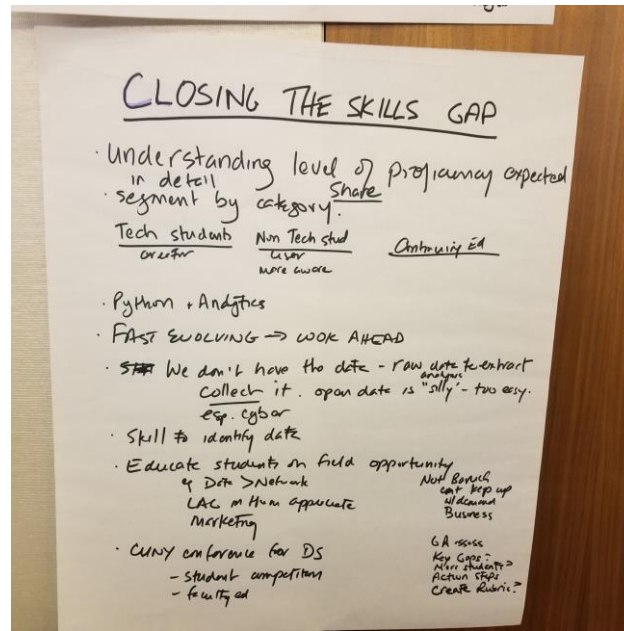 CLOSING THE SKILLS GAP
· Understanding level of proficiency expected
in detail
Share
· segment by category.
Tech students Non Tech stud Continuing Ed
creator user
more aware
· Python + Analytics
· FAST EVOLVING → LOOK AHEAD
· We don't have the data - raw data to extract
analyze
collect it. open data is "silly" - too easy.
esp. cyber
· Skill to identify data
· Educate students on field opportunity
eg Data > Network
LAC in Hum appreciate
Marketing
Not Baruch
can't keep up
w/demand
Business
· CUNY conference for DS
- student competition
- faculty ed
Key Gaps:
More students?
Action Steps
Create Rubric?